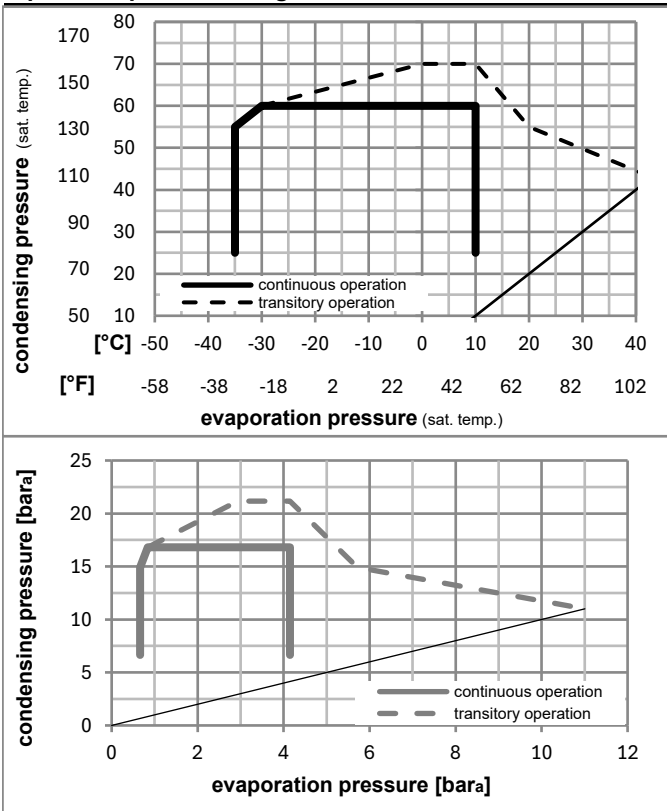 condensing pressure (sat. temp.)
170 80
70
150 60
130 50
110 40
90 30
70 20
50 10
continuous operation
transitory operation
[°C] -50 -40 -30 -20 -10 0 10 20 30 40
[°F] -58 -38 -18 2 22 42 62 82 102
evaporation pressure (sat. temp.)
condensing pressure [bara]
25
20
15
10
5
0
continuous operation
transitory operation
0 2 4 6 8 10 12
evaporation pressure [bara]